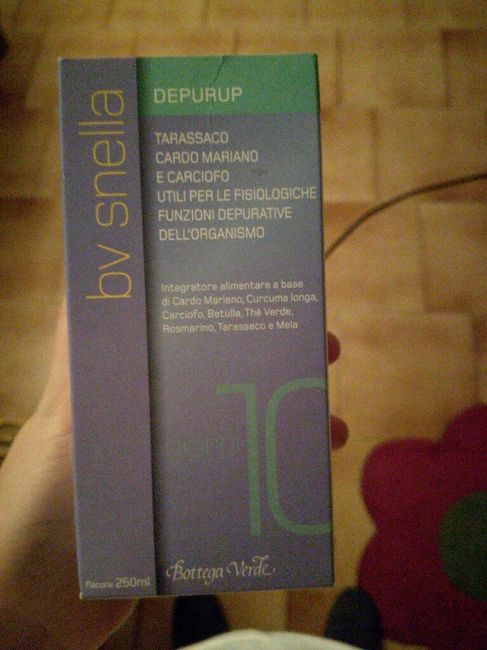 bv snella
DEPURUP
TARASSACO
CARDO MARIANO
E CARCIOFO
UTILI PER LE FISIOLOGICHE
FUNZIONI DEPURATIVE
DELL'ORGANISMO
Integratore alimentare a base
di Cardo Mariano, Curcuma longa,
Carciofo, Betulla, Thè Verde,
Rosmarino, Tarassaco e Mela
10
Bottega Verde
flacone 250ml